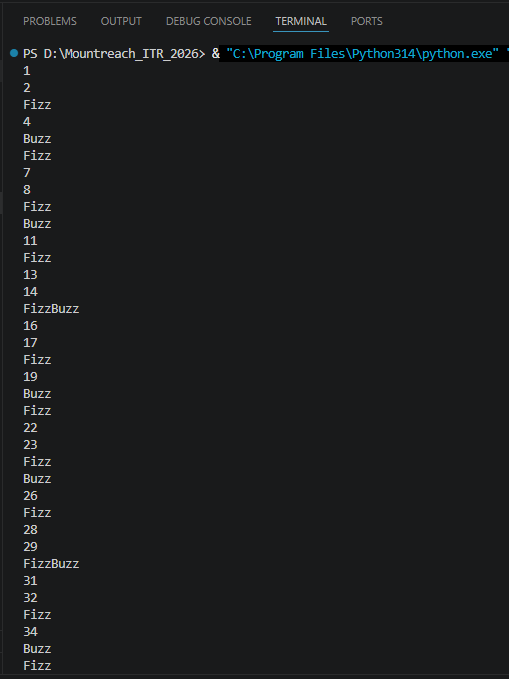 PROBLEMS OUTPUT DEBUG CONSOLE TERMINAL PORTS
PS D:\Mountreach_ITR_2026> & "C:\Program Files\Python314\python.exe"
1
2
Fizz
4
Buzz
Fizz
7
8
Fizz
Buzz
11
Fizz
13
14
FizzBuzz
16
17
Fizz
19
Buzz
Fizz
22
23
Fizz
Buzz
26
Fizz
28
29
FizzBuzz
31
32
Fizz
34
Buzz
Fizz